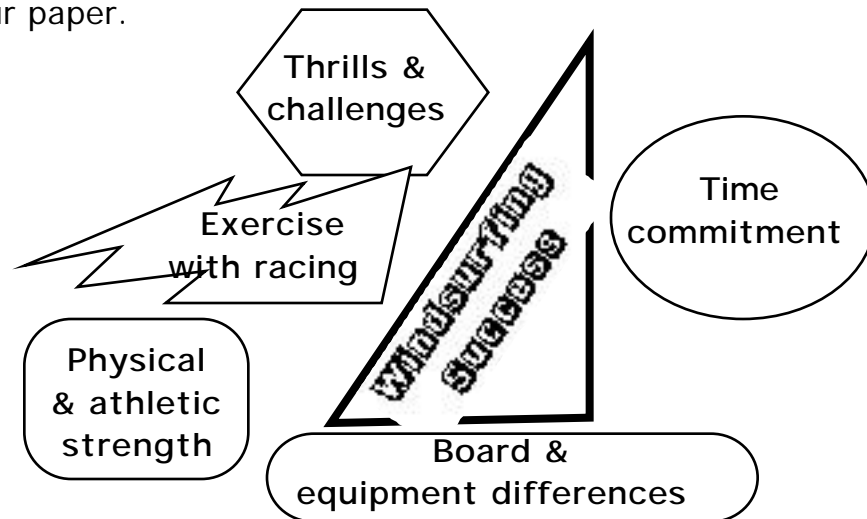 ur paper.
Thrills &
challenges
Exercise
with racing
Time
commitment
Windsurfing
Success
Physical
& athletic
strength
Board &
equipment differences